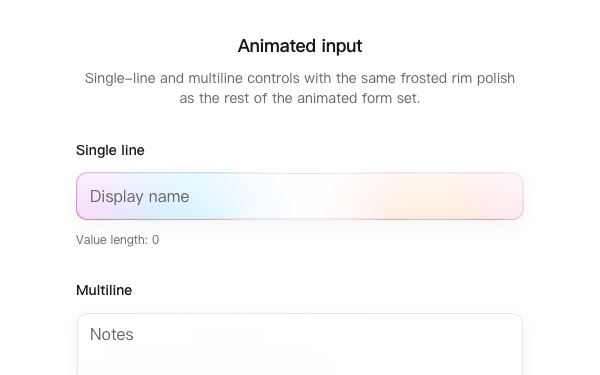 Animated input
Single-line and multiline controls with the same frosted rim polish
as the rest of the animated form set.
Single line
Display name
Value length: 0
Multiline
Notes